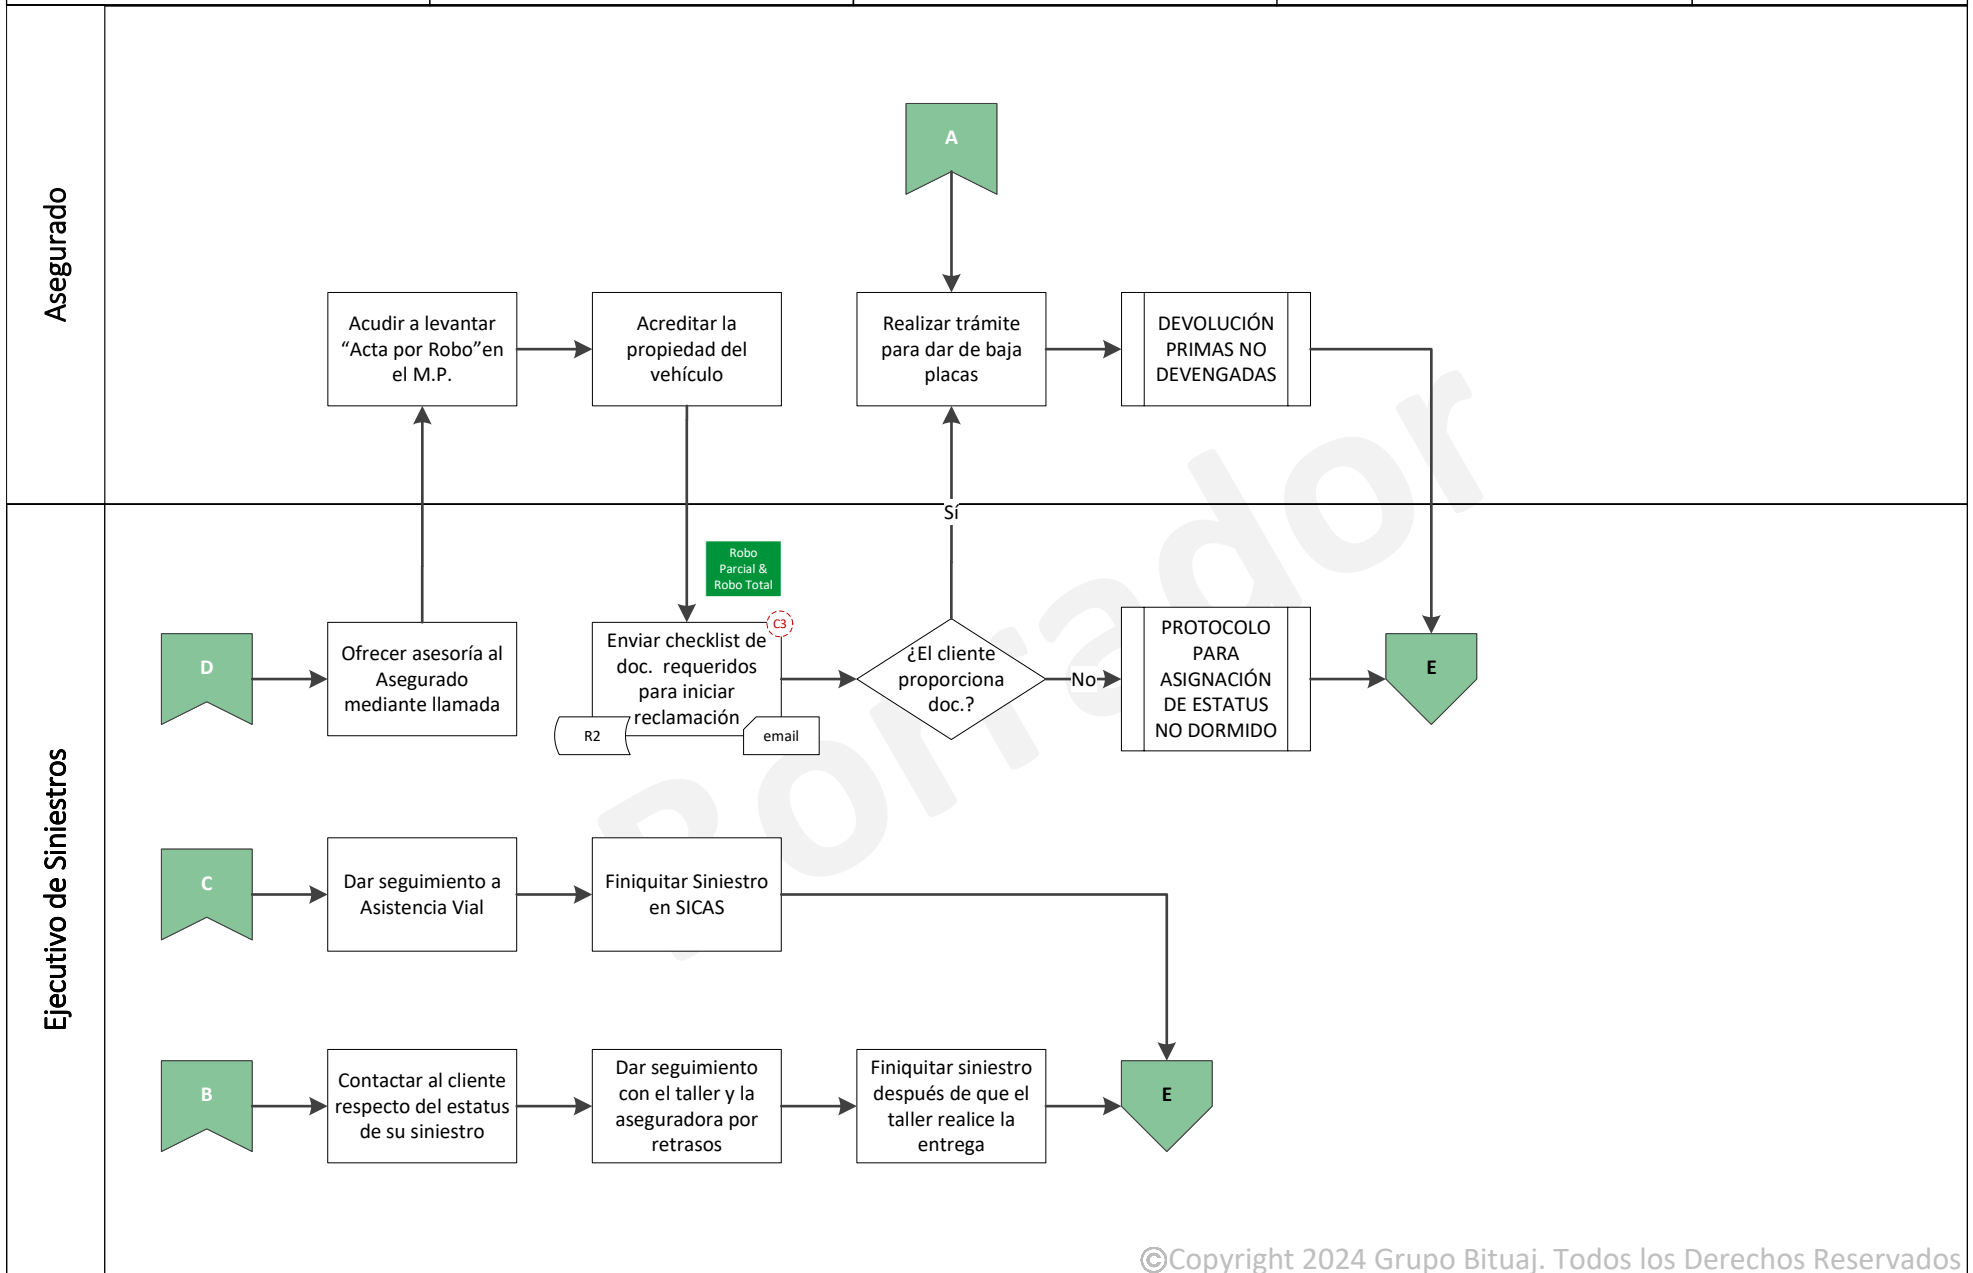 Asegurado
A
Acudir a levantar
“Acta por Robo”en
el M.P.
Acreditar la
propiedad del
vehículo
Realizar trámite
para dar de baja
placas
DEVOLUCIÓN
PRIMAS NO
DEVENGADAS
Ejecutivo de Siniestros
Borrador
Sí
Robo
Parcial &
Robo Total
D
Ofrecer asesoría al
Asegurado
mediante llamada
C3
Enviar checklist de
doc. requeridos
para iniciar
reclamación
R2
email
¿El cliente
proporciona
doc.?
No
PROTOCOLO
PARA
ASIGNACIÓN
DE ESTATUS
NO DORMIDO
E
C
Dar seguimiento a
Asistencia Vial
Finiquitar Siniestro
en SICAS
B
Contactar al cliente
respecto del estatus
de su siniestro
Dar seguimiento
con el taller y la
aseguradora por
retrasos
Finiquitar siniestro
después de que el
taller realice la
entrega
E
©Copyright 2024 Grupo Bituaj. Todos los Derechos Reservados